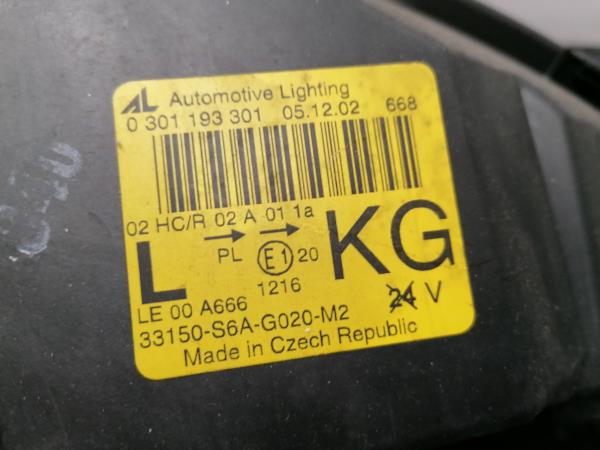 AL Automotive Lighting
0 301 193 301 05.12.02 668
02 HC/R 02 A 01 1a
L PL E1 20 KG
1216
LE 00 A666
24 V
33150-S6A-G020-M2
Made in Czech Republic